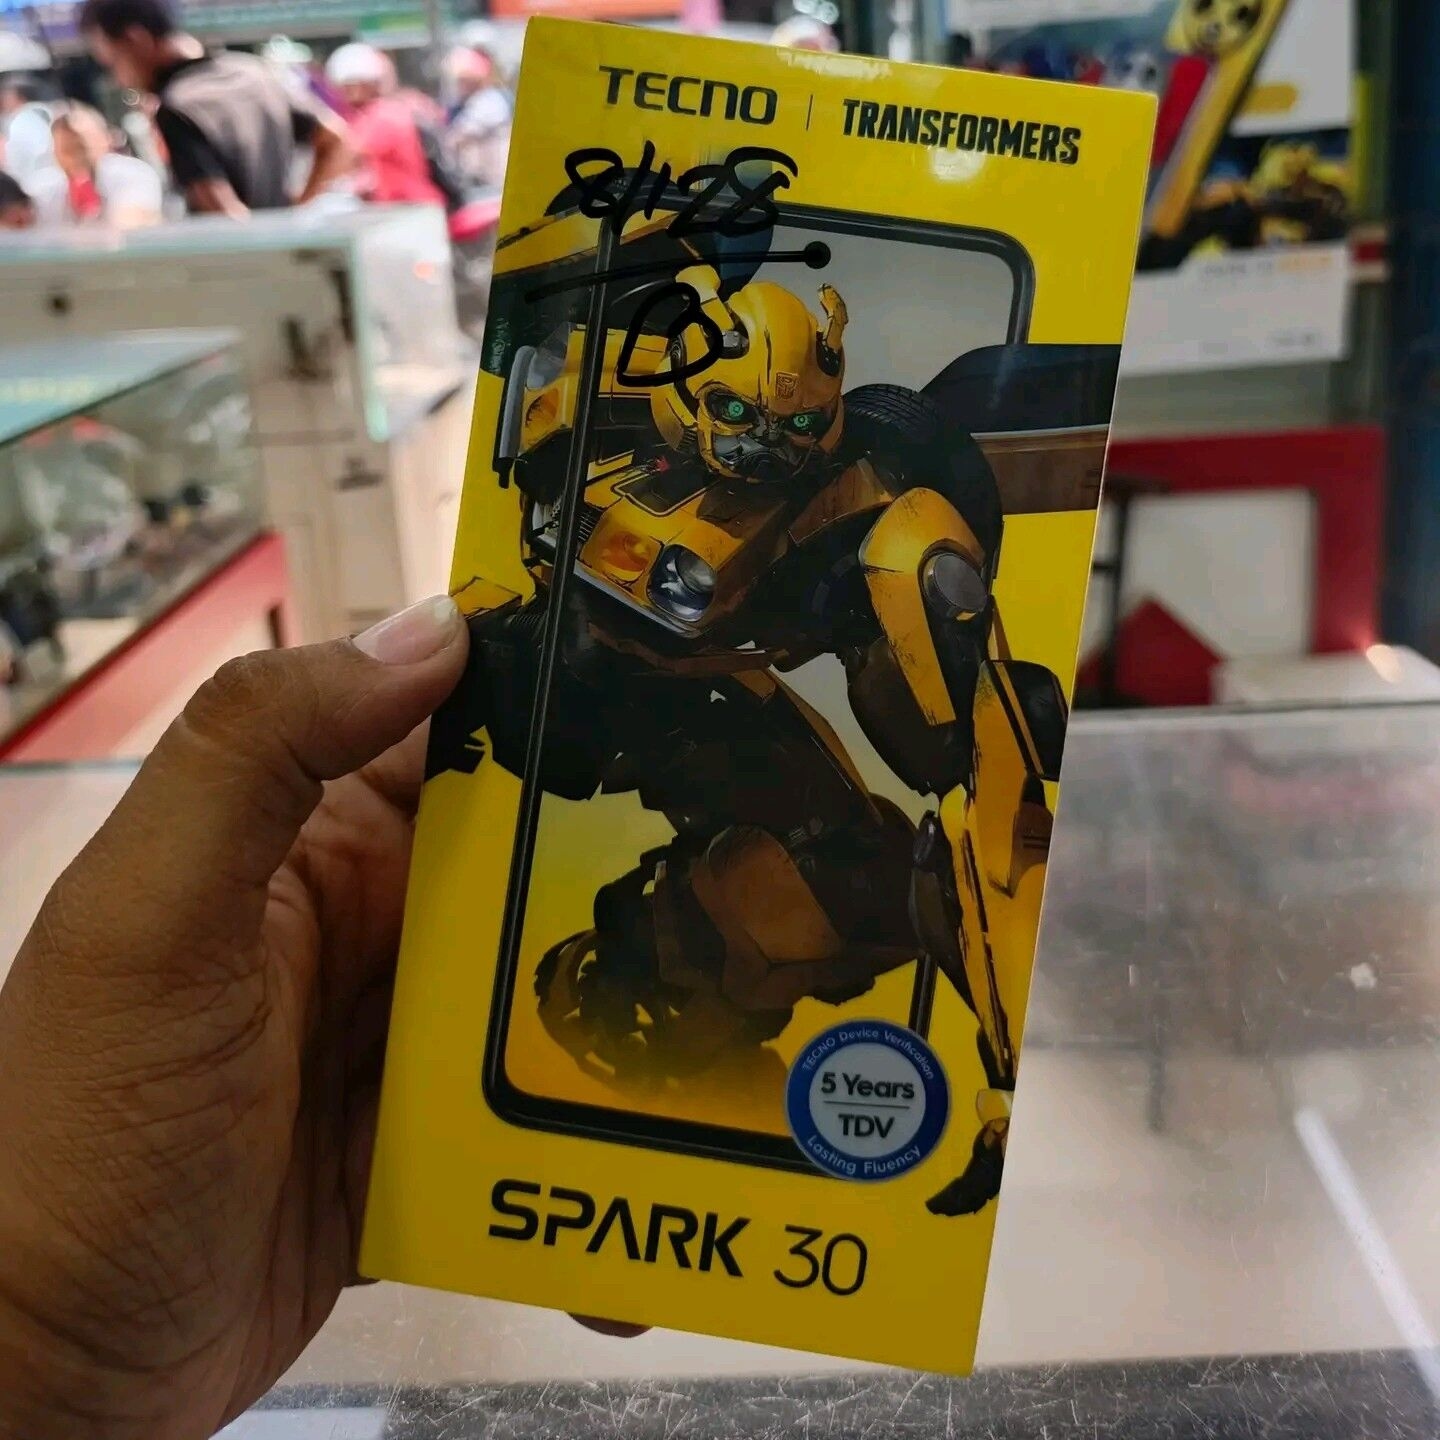 TECNO | TRANSFORMERS
8/128
B
TECNO Device Verification
5 Years
TDV
Lasting Fluency
SPARK 30